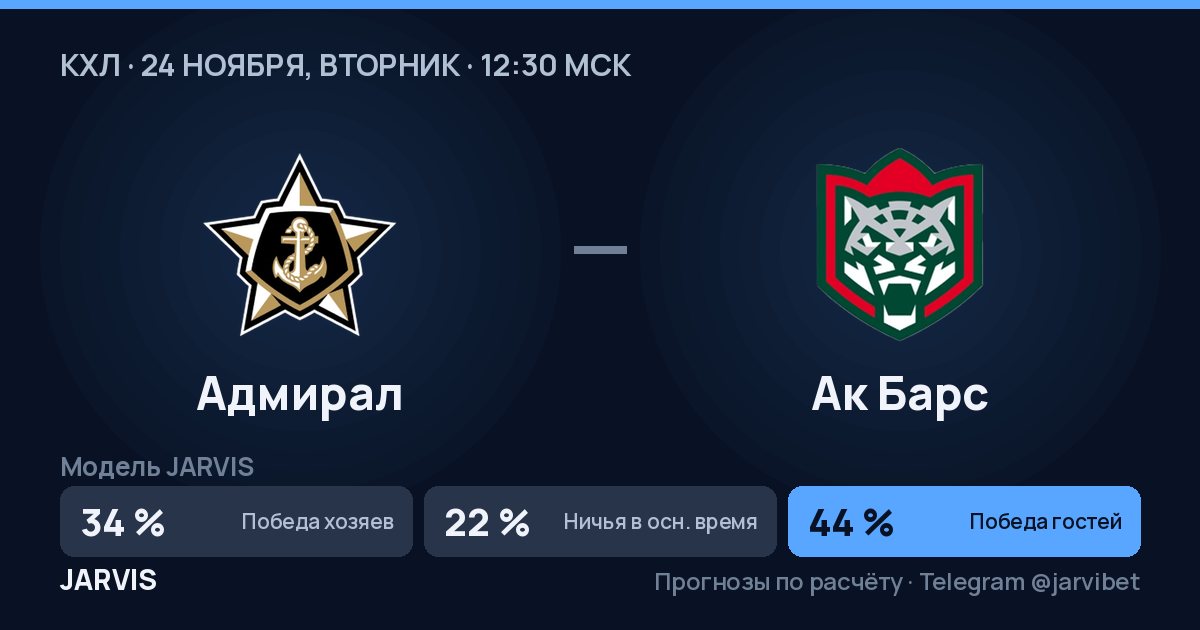 КХЛ · 24 НОЯБРЯ, ВТОРНИК · 12:30 МСК
—
Адмирал
Ак Барс
Модель JARVIS
34 % Победа хозяев
22 % Ничья в осн. время
44 % Победа гостей
JARVIS
Прогнозы по расчёту · Telegram @jarvibet